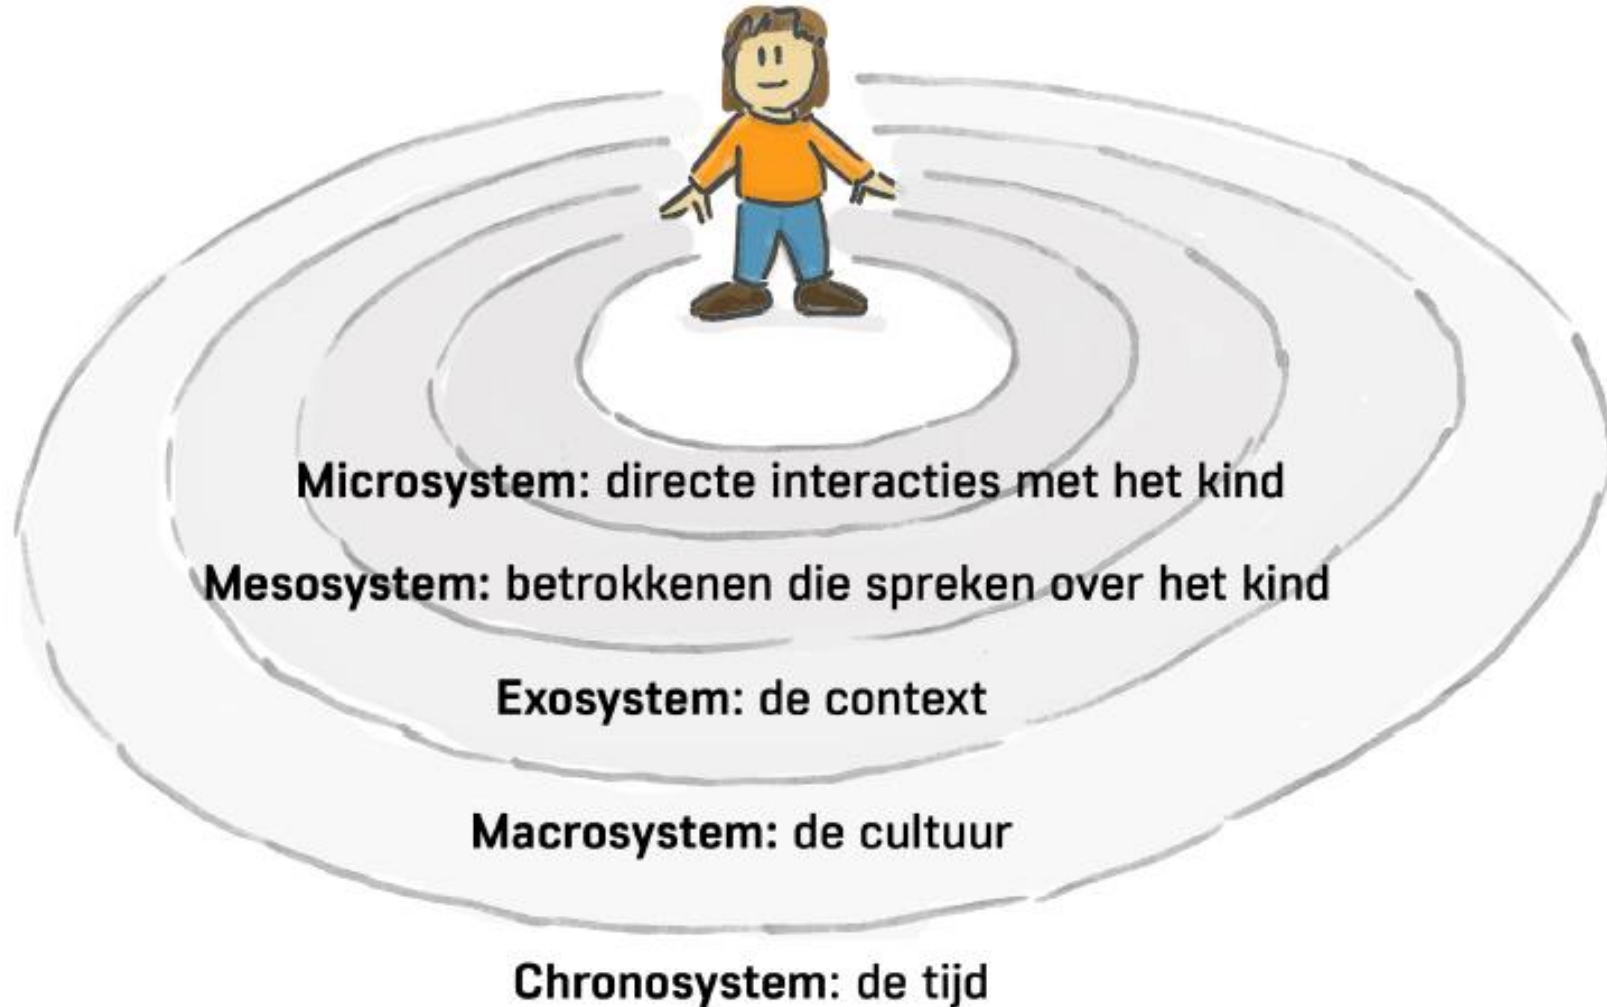 Microsystem: directe interacties met het kind
Mesosystem: betrokkenen die spreken over het kind
Exosystem: de context
Macrosystem: de cultuur
Chronosystem: de tijd